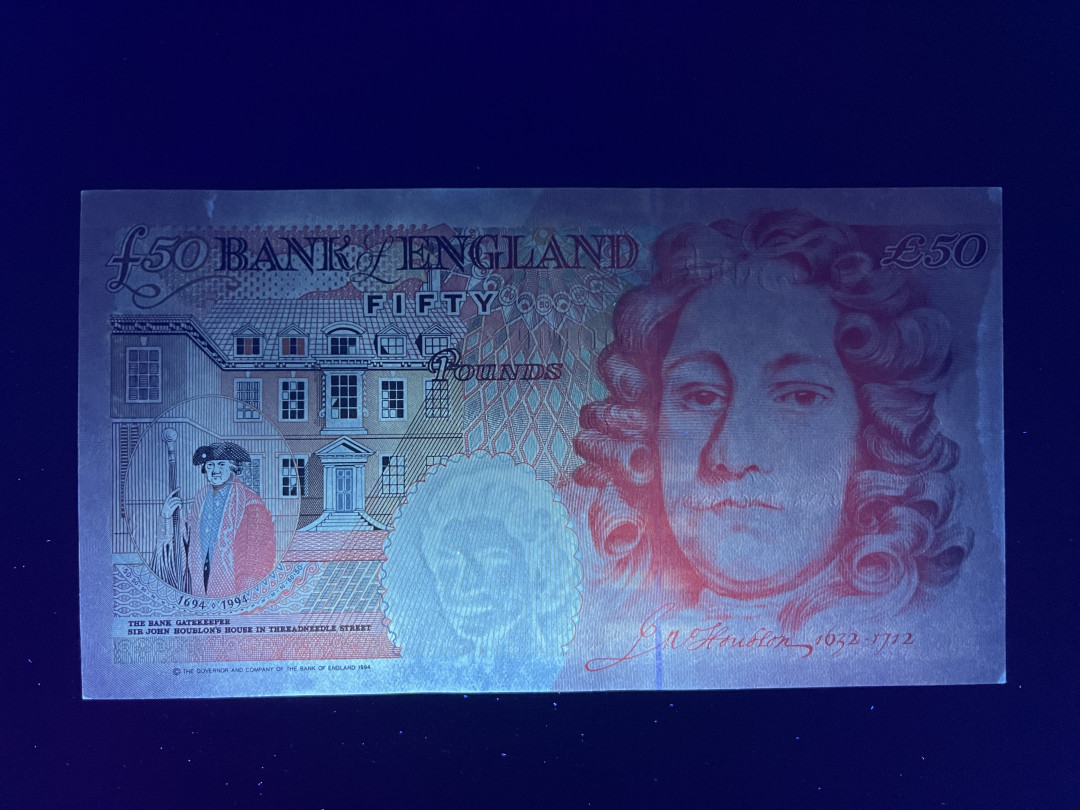 £50 BANK of ENGLAND £50
FIFTY
POUNDS
1694 ◇ 1994
THE BANK GATEKEEPER
SIR JOHN HOUBLON'S HOUSE IN THREADNEEDLE STREET
© THE GOVERNOR AND COMPANY OF THE BANK OF ENGLAND 1994
Jn° Houblon 1632-1712